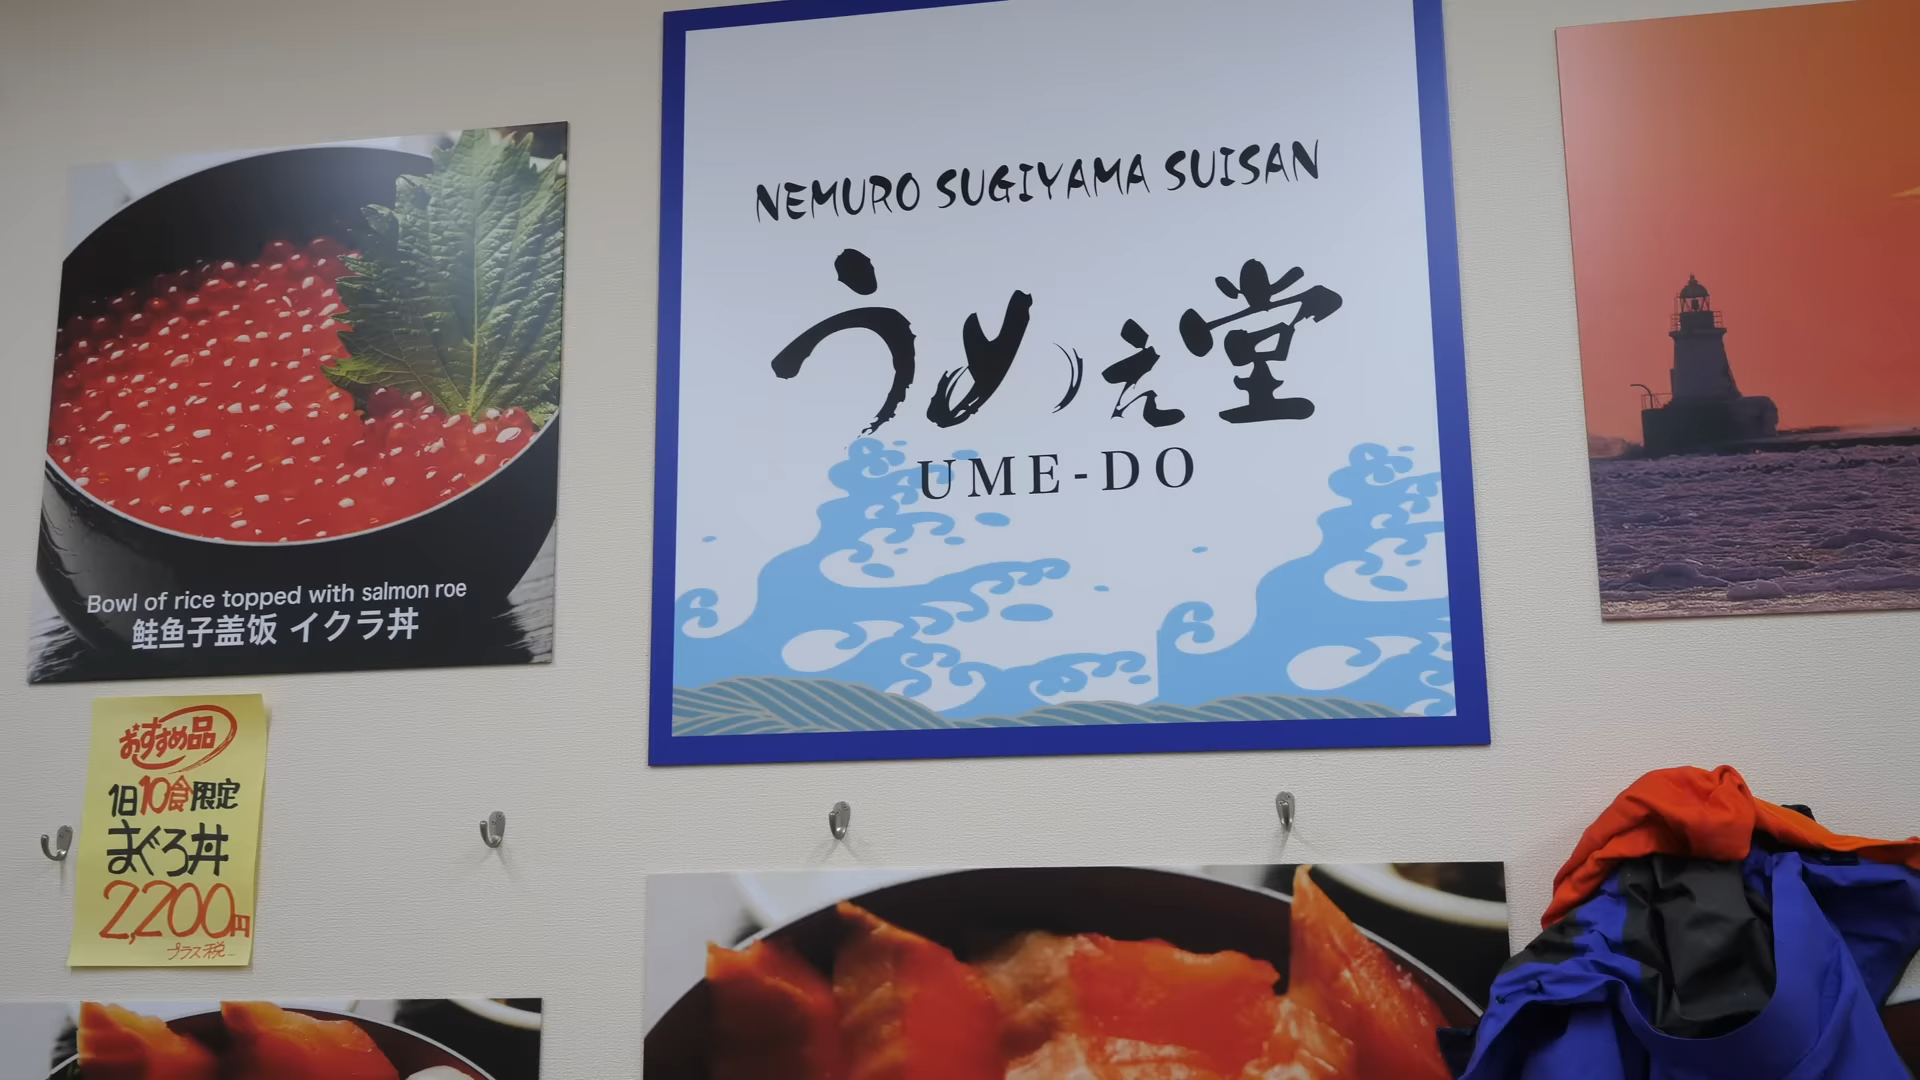 Bowl of rice topped with salmon roe
鲑鱼子盖饭 イクラ丼
おすすめ品
1日10食限定
まぐろ丼
2,200円
プラス税
NEMURO SUGIYAMA SUISAN
うめぇ堂
UME-DO